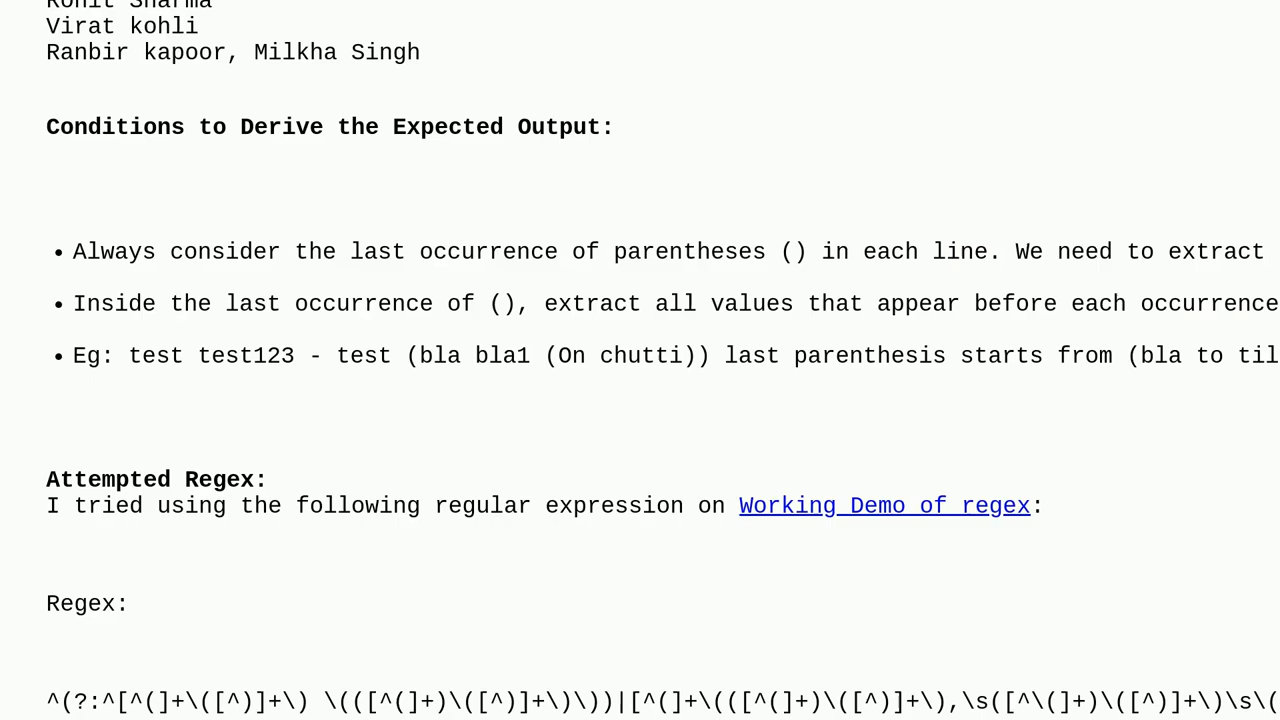 Rohit Sharma
Virat kohli
Ranbir kapoor, Milkha Singh
Conditions to Derive the Expected Output:
• Always consider the last occurrence of parentheses () in each line. We need to extract
• Inside the last occurrence of (), extract all values that appear before each occurrence
• Eg: test test123 - test (bla bla1 (On chutti)) last parenthesis starts from (bla to til
Attempted Regex:
I tried using the following regular expression on Working Demo of regex:
Regex:
^(?:^[^(]+\([^)]+\) \(([^(]+)\([^)]+\)\))|[^(]+\(([^(]+)\([^)]+\),\s([^\(]+)\([^)]+\)\s\(